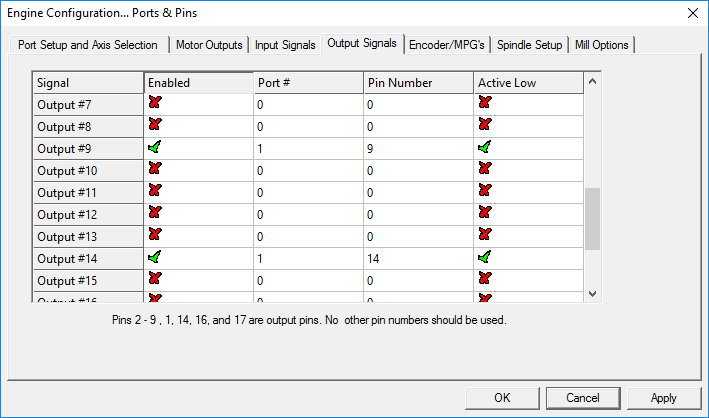 Engine Configuration... Ports & Pins
Port Setup and Axis Selection Motor Outputs Input Signals Output Signals Encoder/MPG's Spindle Setup Mill Options
Signal Enabled Port # Pin Number Active Low
Output #7 0 0
Output #8 0 0
Output #9 1 9
Output #10 0 0
Output #11 0 0
Output #12 0 0
Output #13 0 0
Output #14 1 14
Output #15 0 0
Output #16 0 0
Pins 2 - 9 , 1, 14, 16, and 17 are output pins. No other pin numbers should be used.
OK Cancel Apply